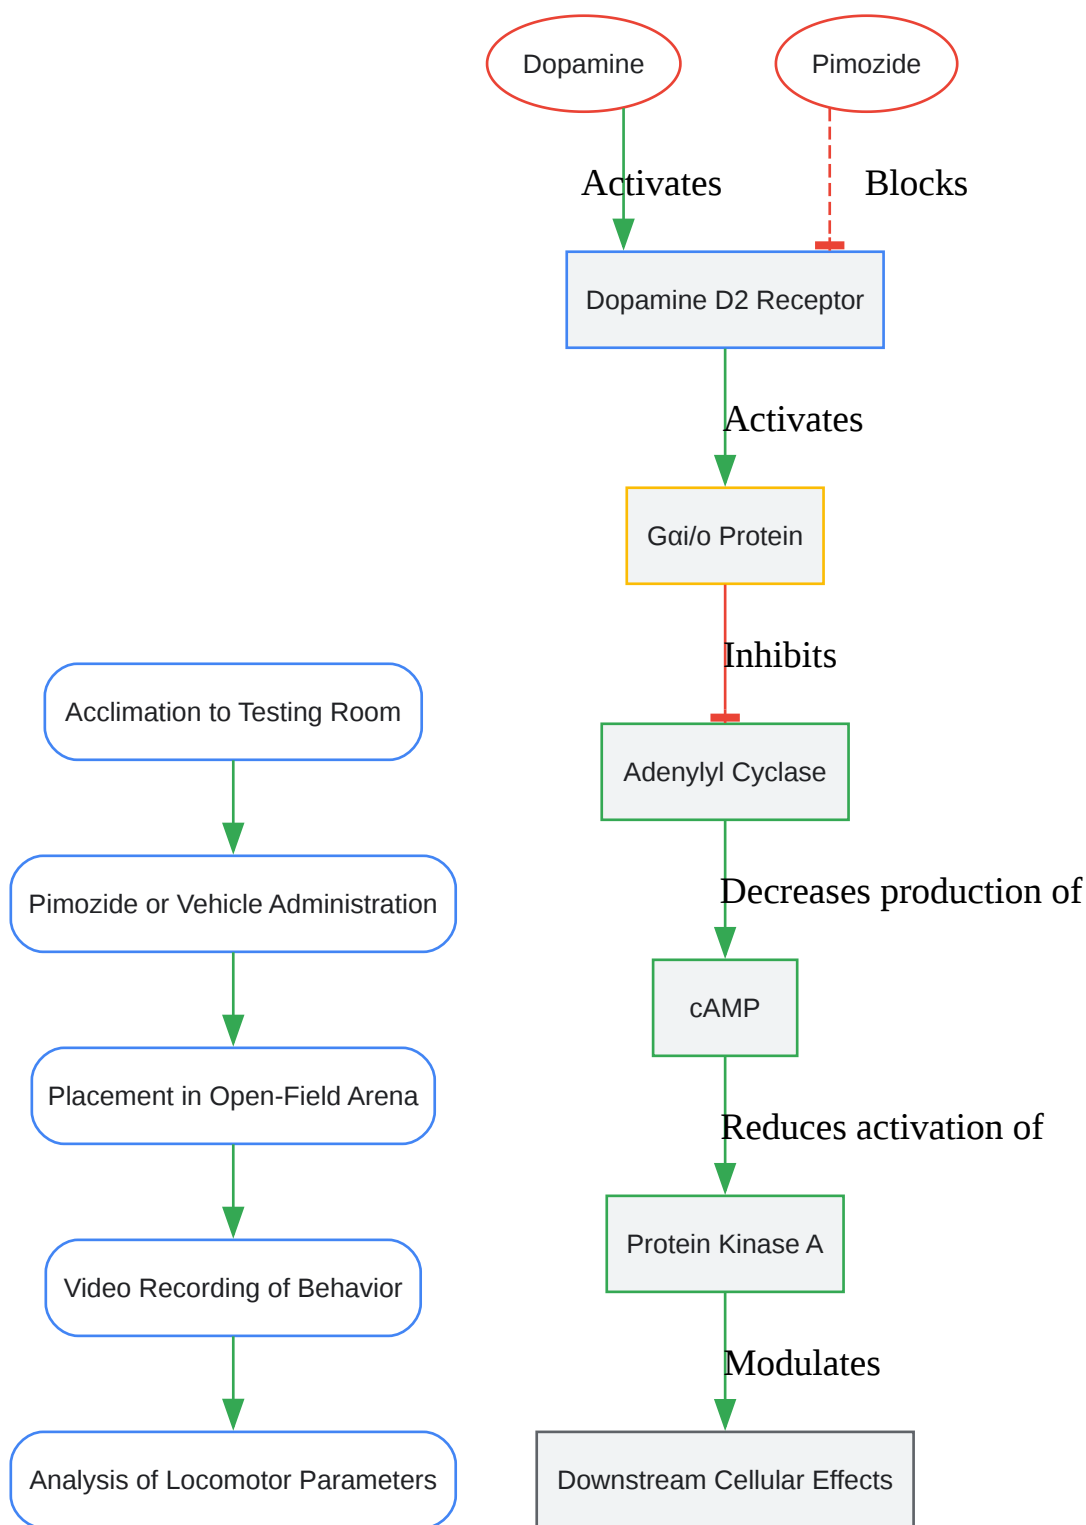 Dopamine
Pimozide
Activates
Blocks
Dopamine D2 Receptor
Activates
Gαi/o Protein
Inhibits
Adenylyl Cyclase
Decreases production of
cAMP
Reduces activation of
Protein Kinase A
Modulates
Downstream Cellular Effects
Acclimation to Testing Room
Pimozide or Vehicle Administration
Placement in Open-Field Arena
Video Recording of Behavior
Analysis of Locomotor Parameters